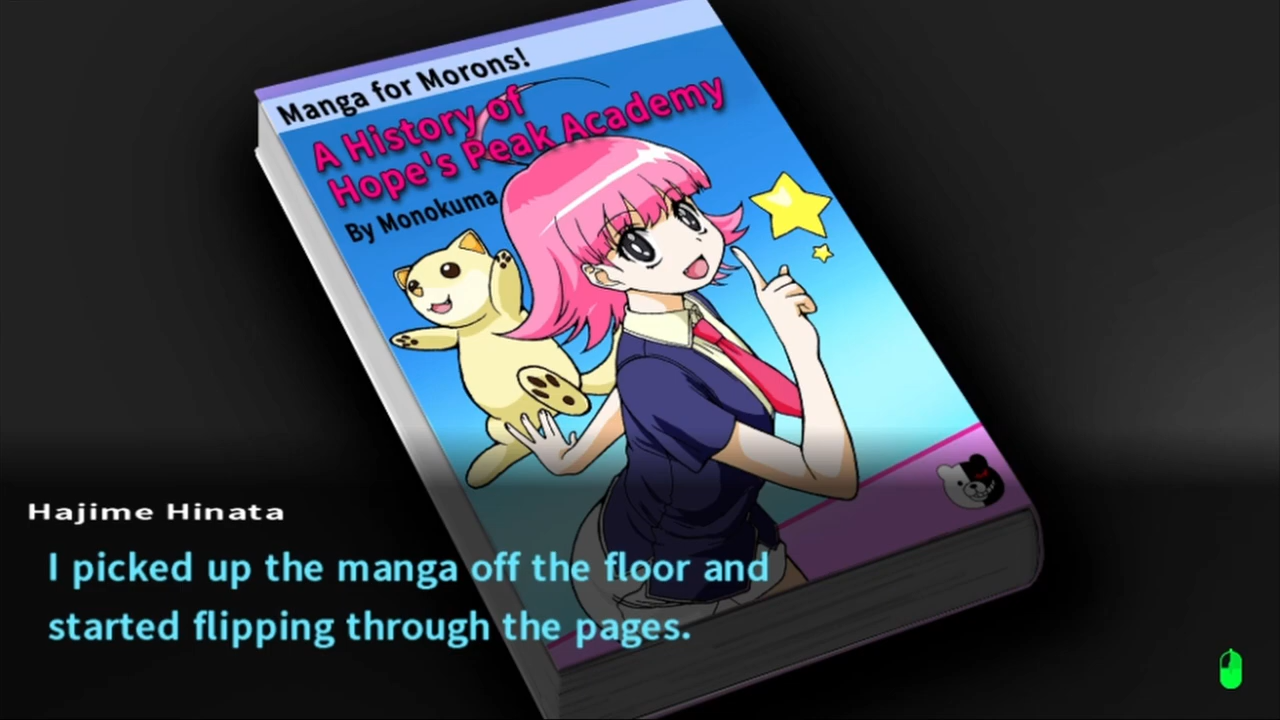 Manga for Morons!
A History of
Hope's Peak Academy
By Monokuma
Hajime Hinata
I picked up the manga off the floor and
started flipping through the pages.